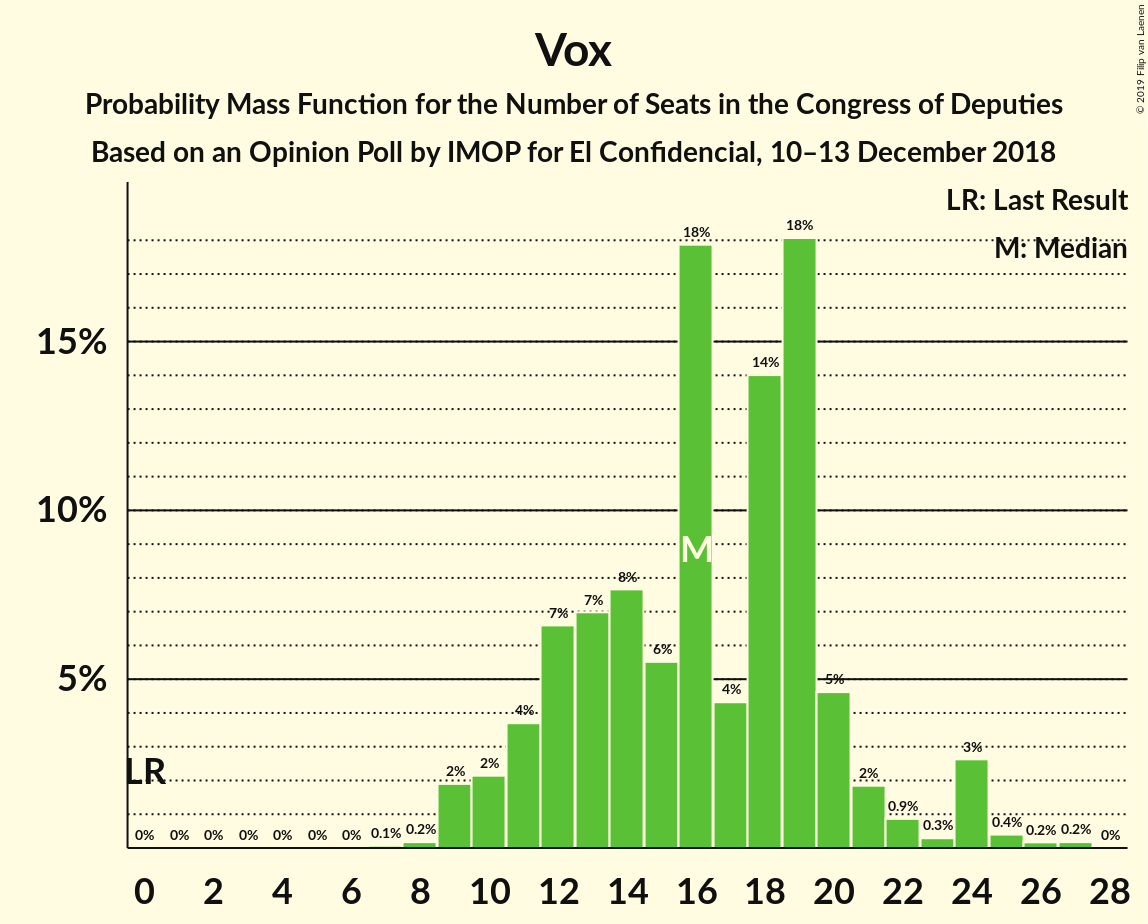 Vox
Probability Mass Function for the Number of Seats in the Congress of Deputies
Based on an Opinion Poll by IMOP for El Confidencial, 10–13 December 2018
© 2019 Filip van Laenen
LR: Last Result
M: Median
15%
10%
5%
LR
M
0% 0% 0% 0% 0% 0% 0% 0.1% 0.2% 2% 2% 4% 7% 7% 8% 6% 18% 4% 14% 18% 5% 2% 0.9% 0.3% 3% 0.4% 0.2% 0.2% 0%
0 2 4 6 8 10 12 14 16 18 20 22 24 26 28